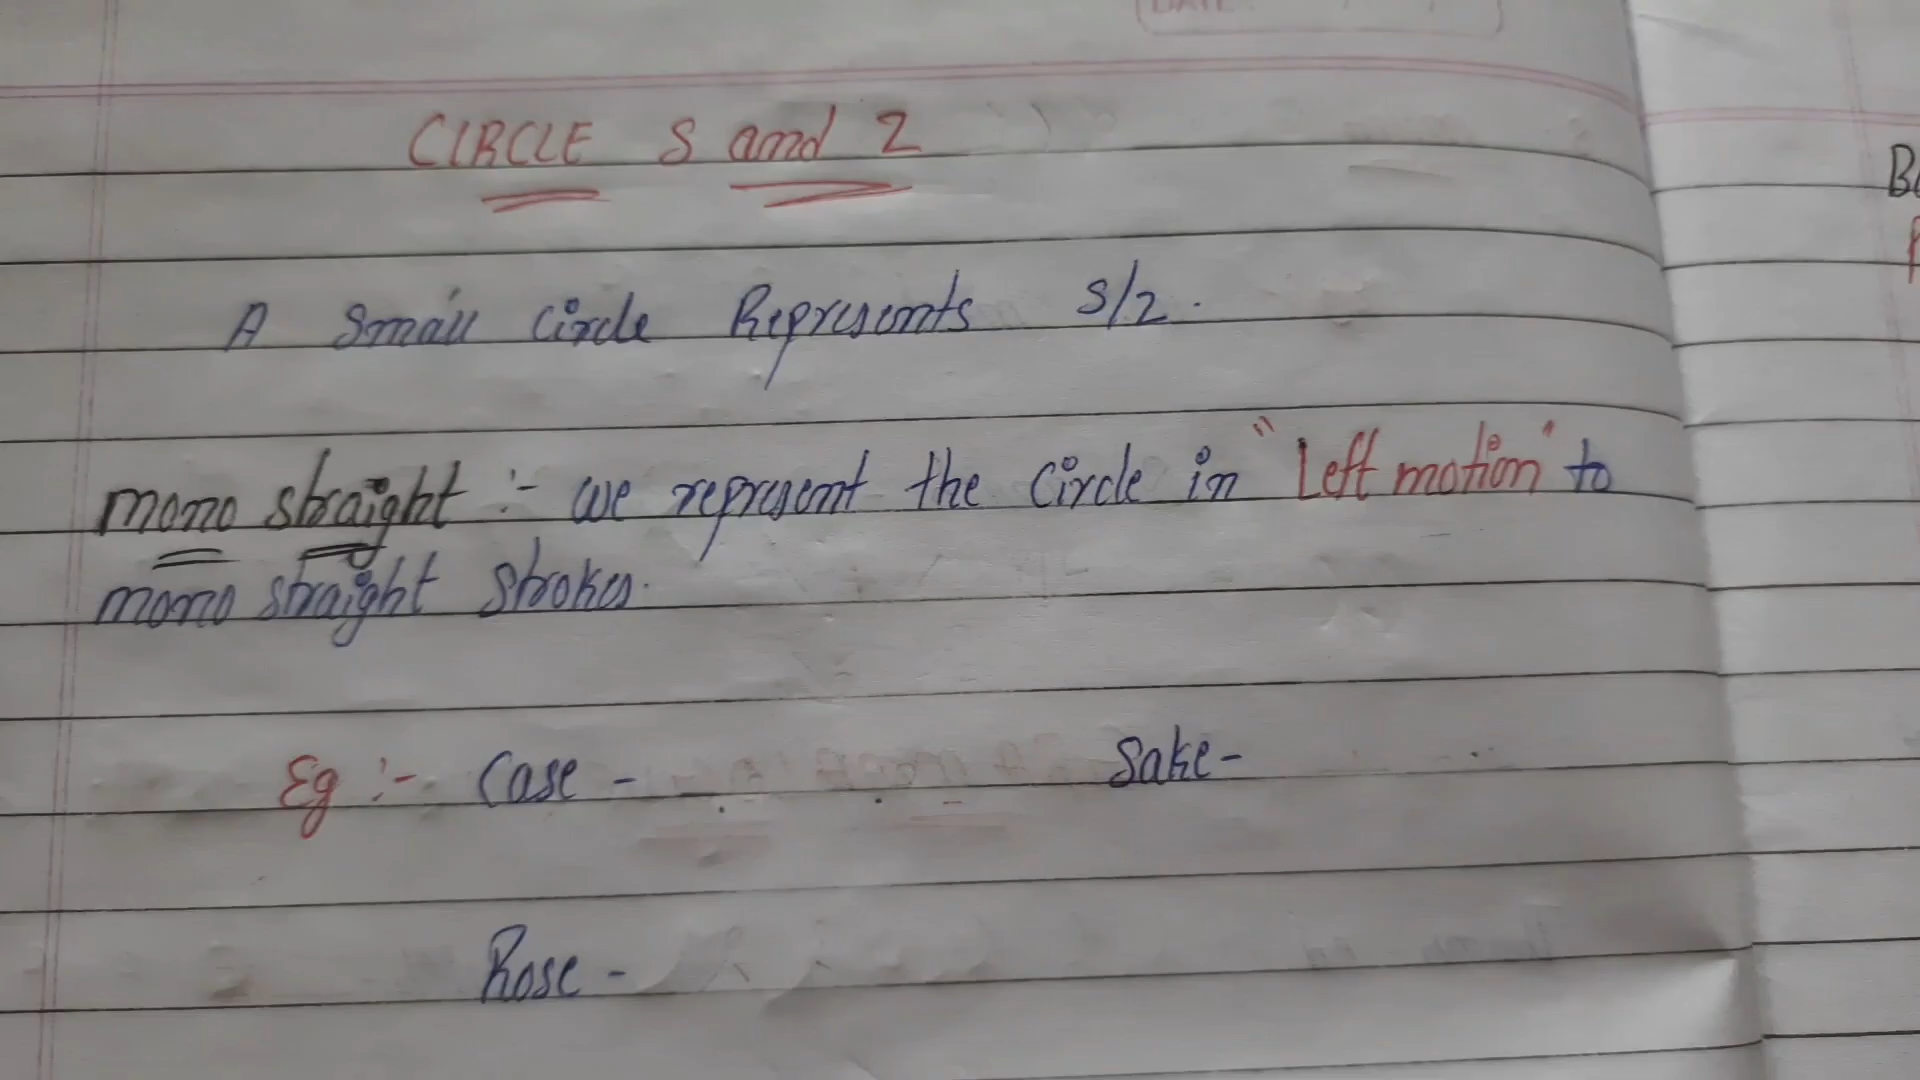 DATE
CIRCLE S and Z
A Small Circle Represents S/Z.
mono straight :- we represent the Circle in "Left motion" to
mono straight strokes.
Eg :- Case - Sake-
Rose -